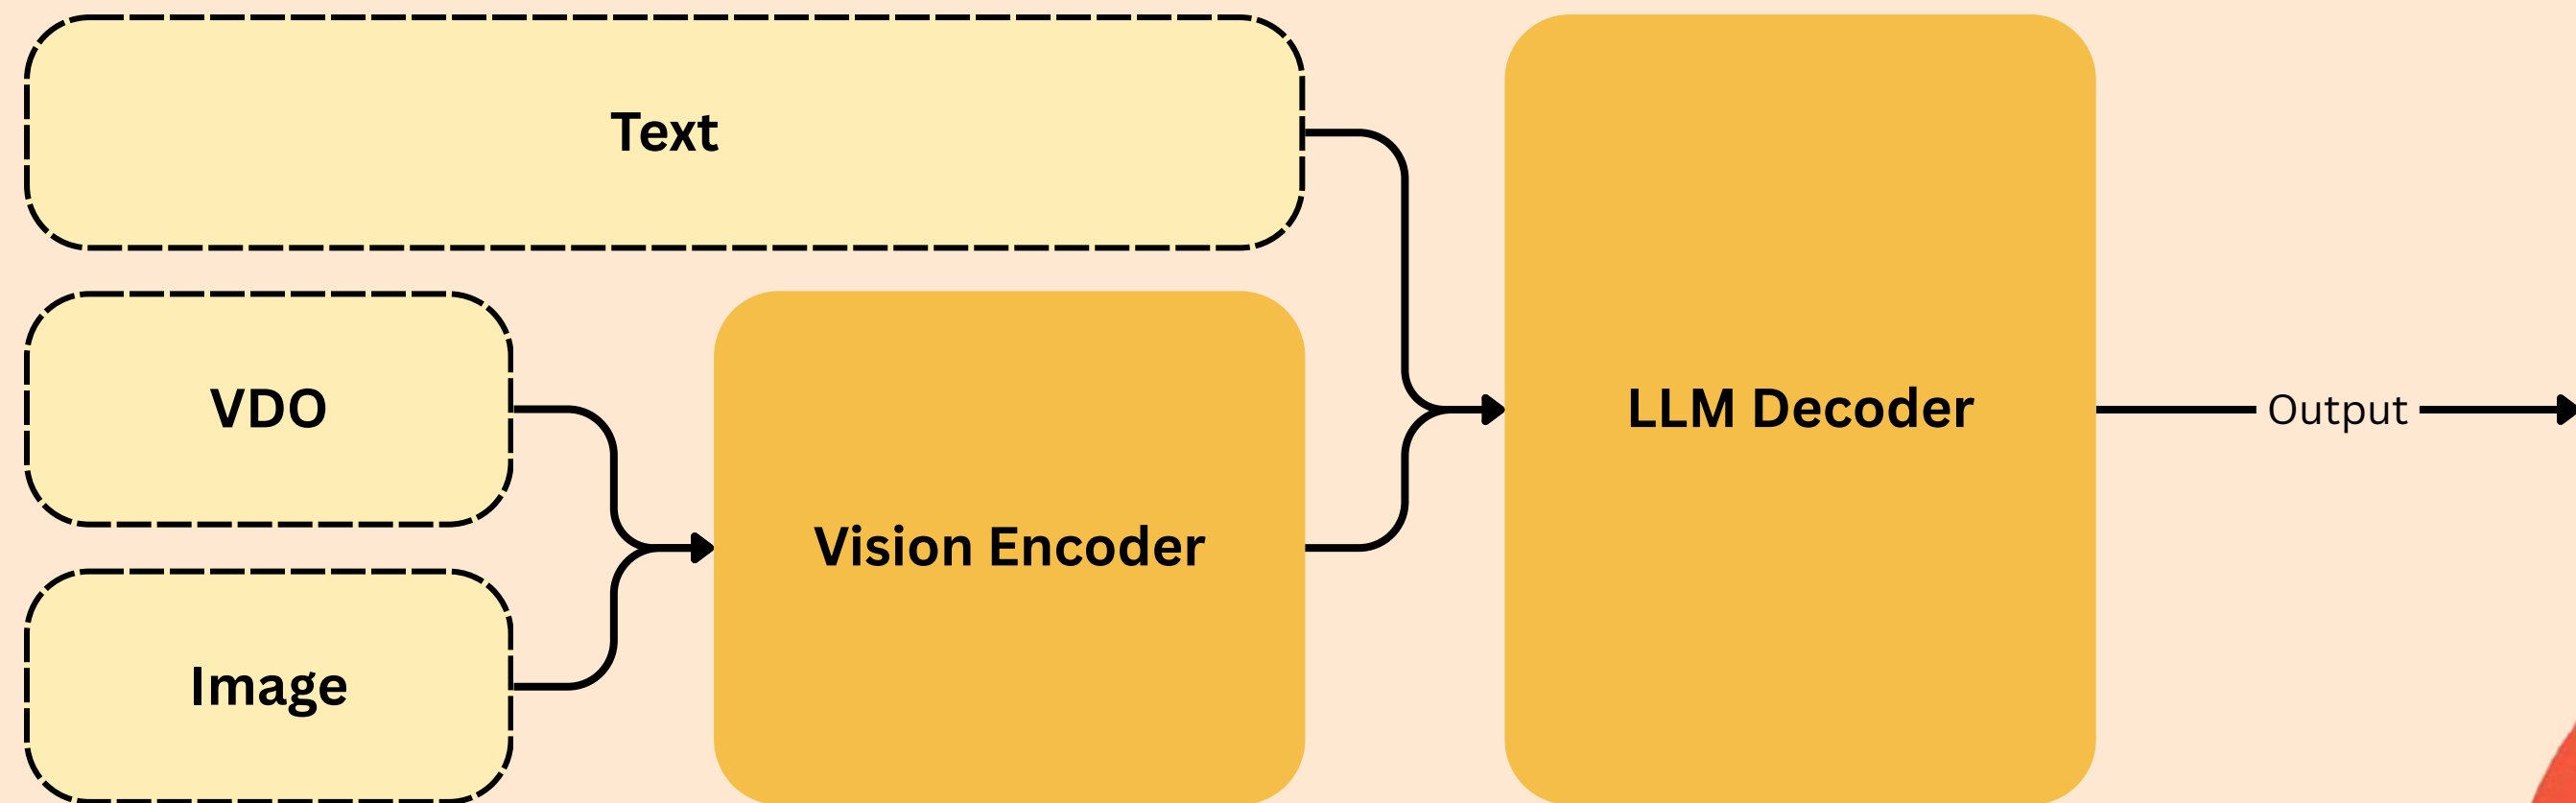 Text
VDO
Image
Vision Encoder
LLM Decoder
Output